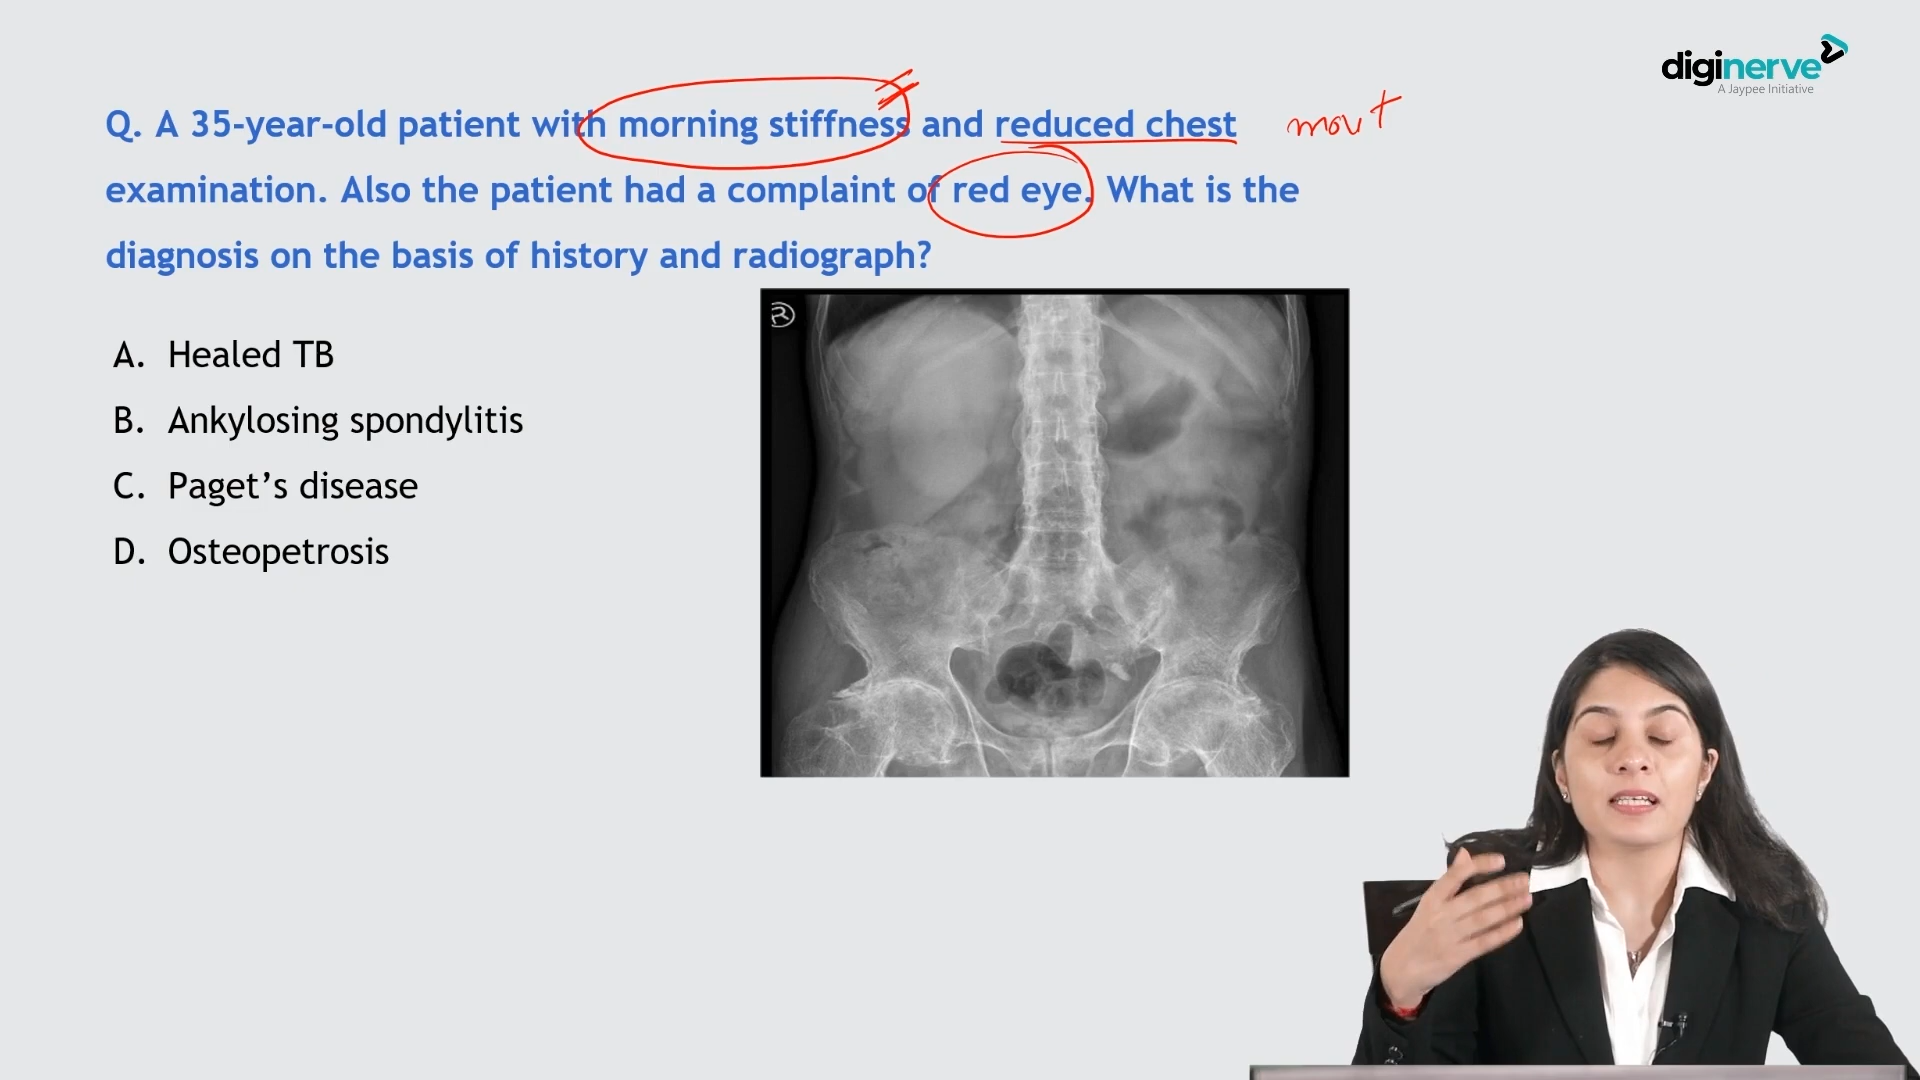 diginerve
A Jaypee Initiative
Q. A 35-year-old patient with morning stiffness and reduced chest movt
examination. Also the patient had a complaint of red eye. What is the
diagnosis on the basis of history and radiograph?
A. Healed TB
B. Ankylosing spondylitis
C. Paget’s disease
D. Osteopetrosis
R